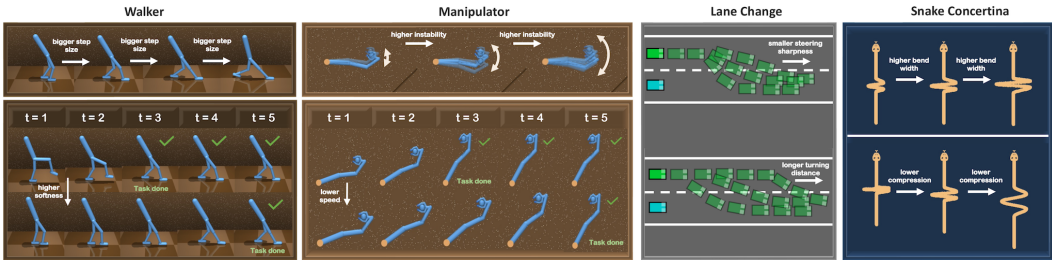 Walker
bigger step
size
bigger step
size
bigger step
size
t = 1
t = 2
t = 3
t = 4
t = 5
Task done
higher
softness
Task done
Manipulator
higher instability
higher instability
t = 1
t = 2
t = 3
t = 4
t = 5
Task done
lower
speed
Task done
Lane Change
smaller steering
sharpness
longer turning
distance
Snake Concertina
higher bend
width
higher bend
width
lower
compression
lower
compression